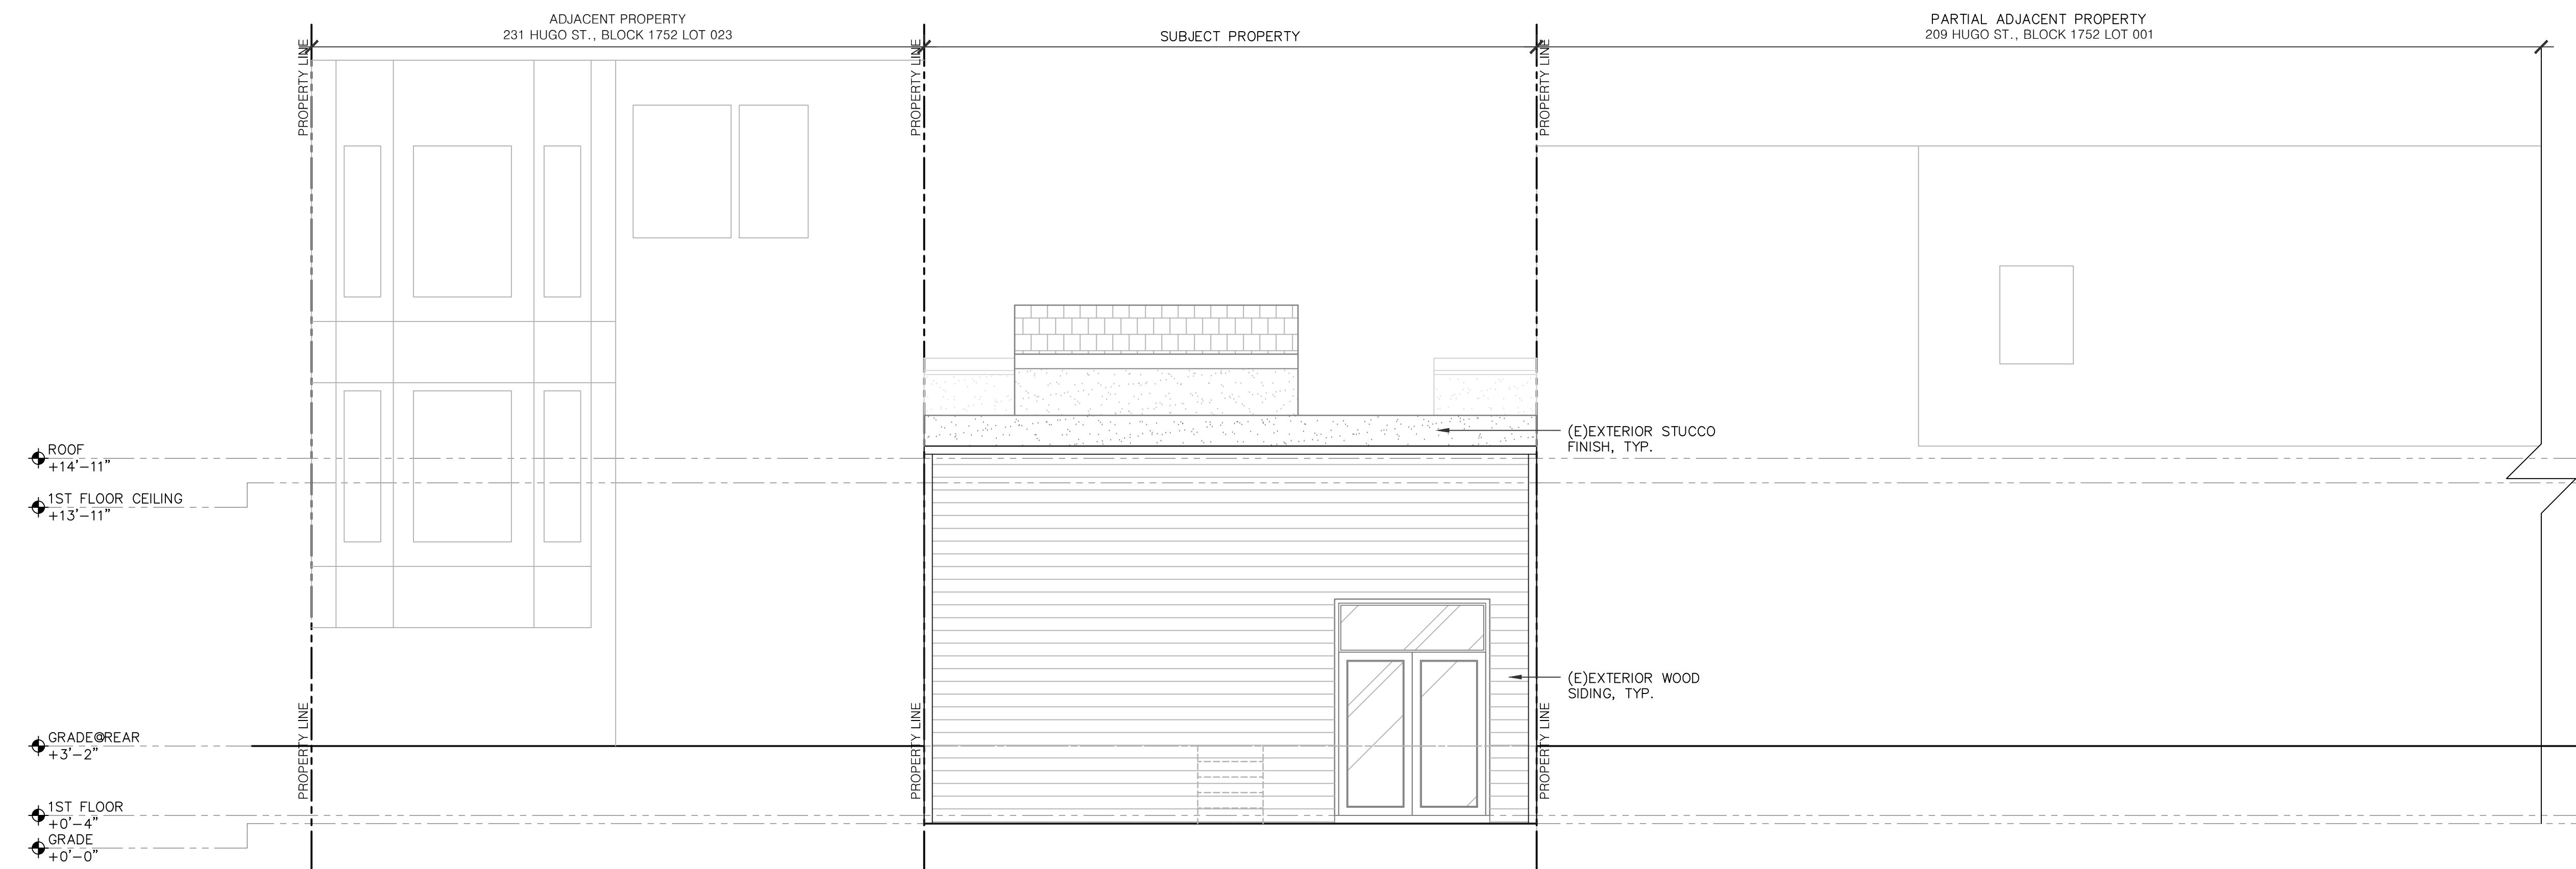 ADJACENT PROPERTY
231 HUGO ST., BLOCK 1752 LOT 023
SUBJECT PROPERTY
PARTIAL ADJACENT PROPERTY
209 HUGO ST., BLOCK 1752 LOT 001
PROPERTY LINE
PROPERTY LINE
PROPERTY LINE
(E)EXTERIOR STUCCO
FINISH, TYP.
ROOF
+14'-11"
1ST FLOOR CEILING
+13'-11"
(E)EXTERIOR WOOD
SIDING, TYP.
PROPERTY LINE
PROPERTY LINE
PROPERTY LINE
GRADE@REAR
+3'-2"
1ST FLOOR
+0'-4"
GRADE
+0'-0"